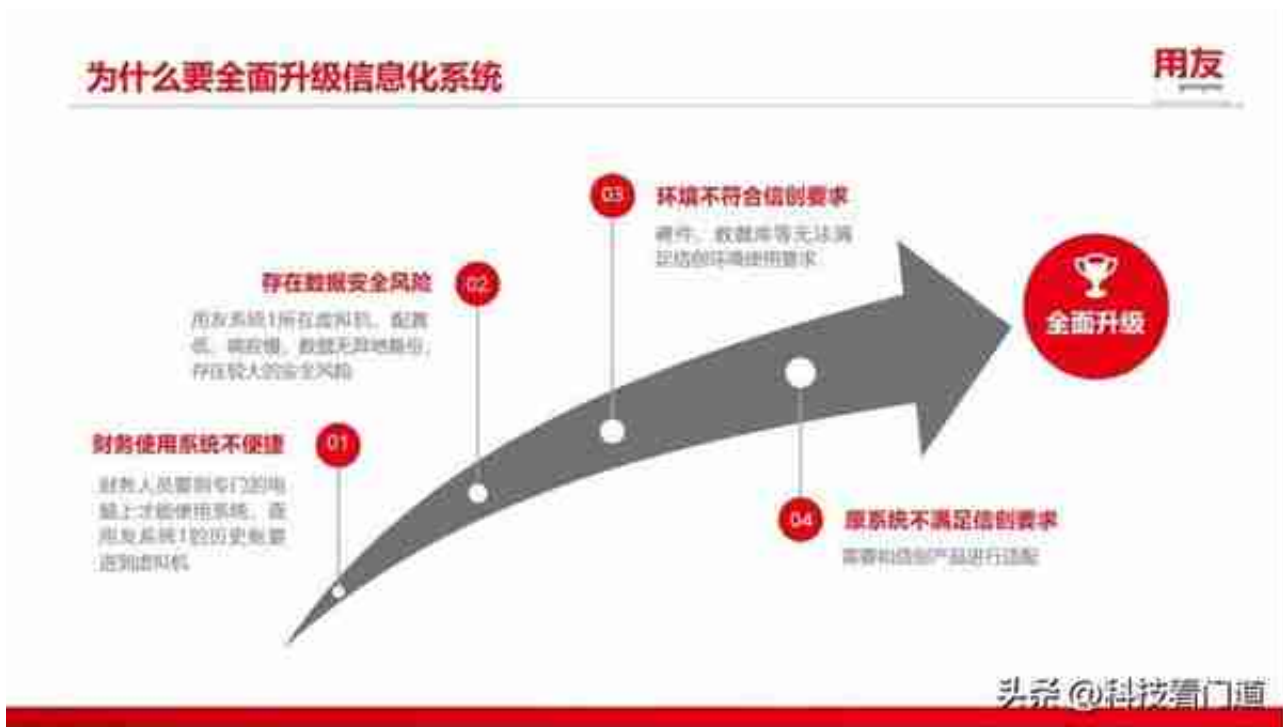 为什么要全面升级信息化系统
用友
03
环境不符合信创要求
硬件、数据库等无法满
足信创环境使用要求
02
存在数据安全风险
用友系统1所在虚拟机，配置
低，响应慢，数据无异地备份，
存在较大的安全风险
全面升级
01
财务使用系统不便捷
财务人员要到专门的电
脑上才能使用系统，查
用友系统1的历史账要
进到虚拟机
04
原系统不满足信创要求
需要和信创产品进行适配
头条 @科技看门道